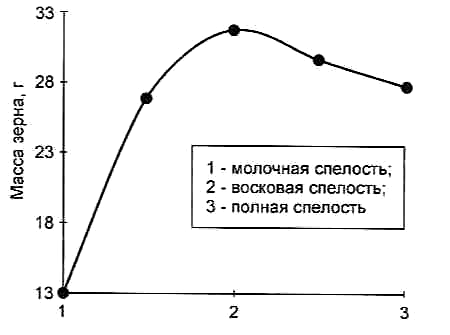 33
28
23
18
13
Масса зерна, г
1 - молочная спелость;
2 - восковая спелость;
3 - полная спелость
1 2 3